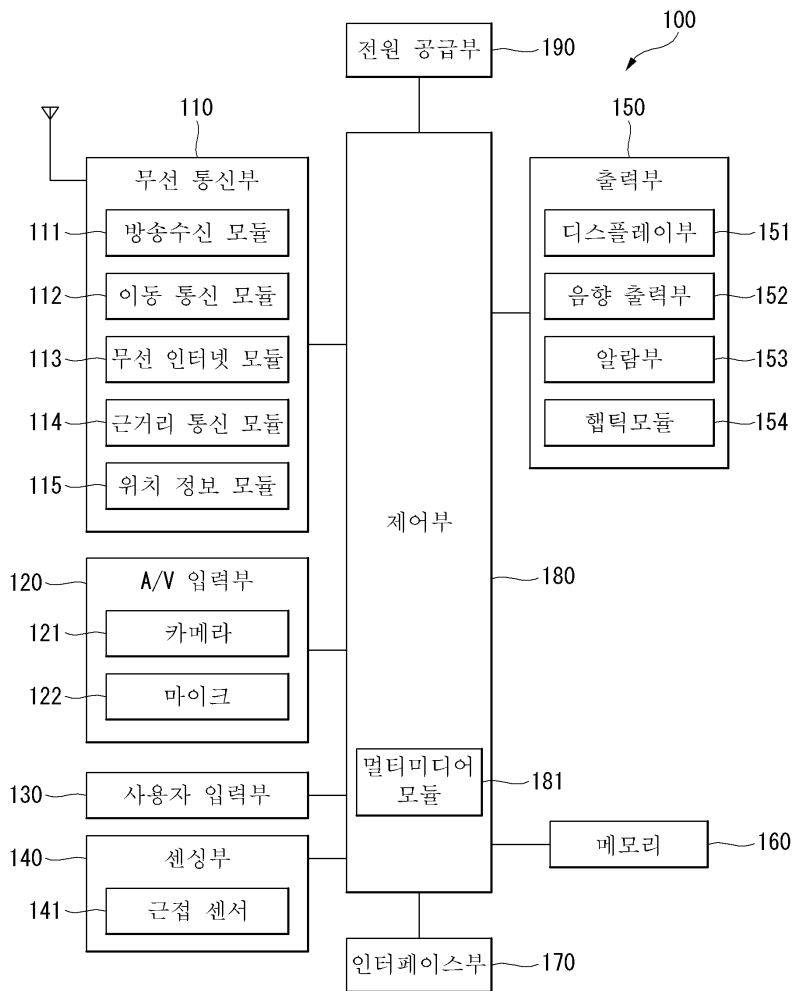 100
전원 공급부
190
110
무선 통신부
111
방송수신 모듈
112
이동 통신 모듈
113
무선 인터넷 모듈
114
근거리 통신 모듈
115
위치 정보 모듈
120
A/V 입력부
121
카메라
122
마이크
130
사용자 입력부
140
센싱부
141
근접 센서
제어부
180
멀티미디어
모듈
181
150
출력부
디스플레이부
151
음향 출력부
152
알람부
153
햅틱모듈
154
메모리
160
인터페이스부
170